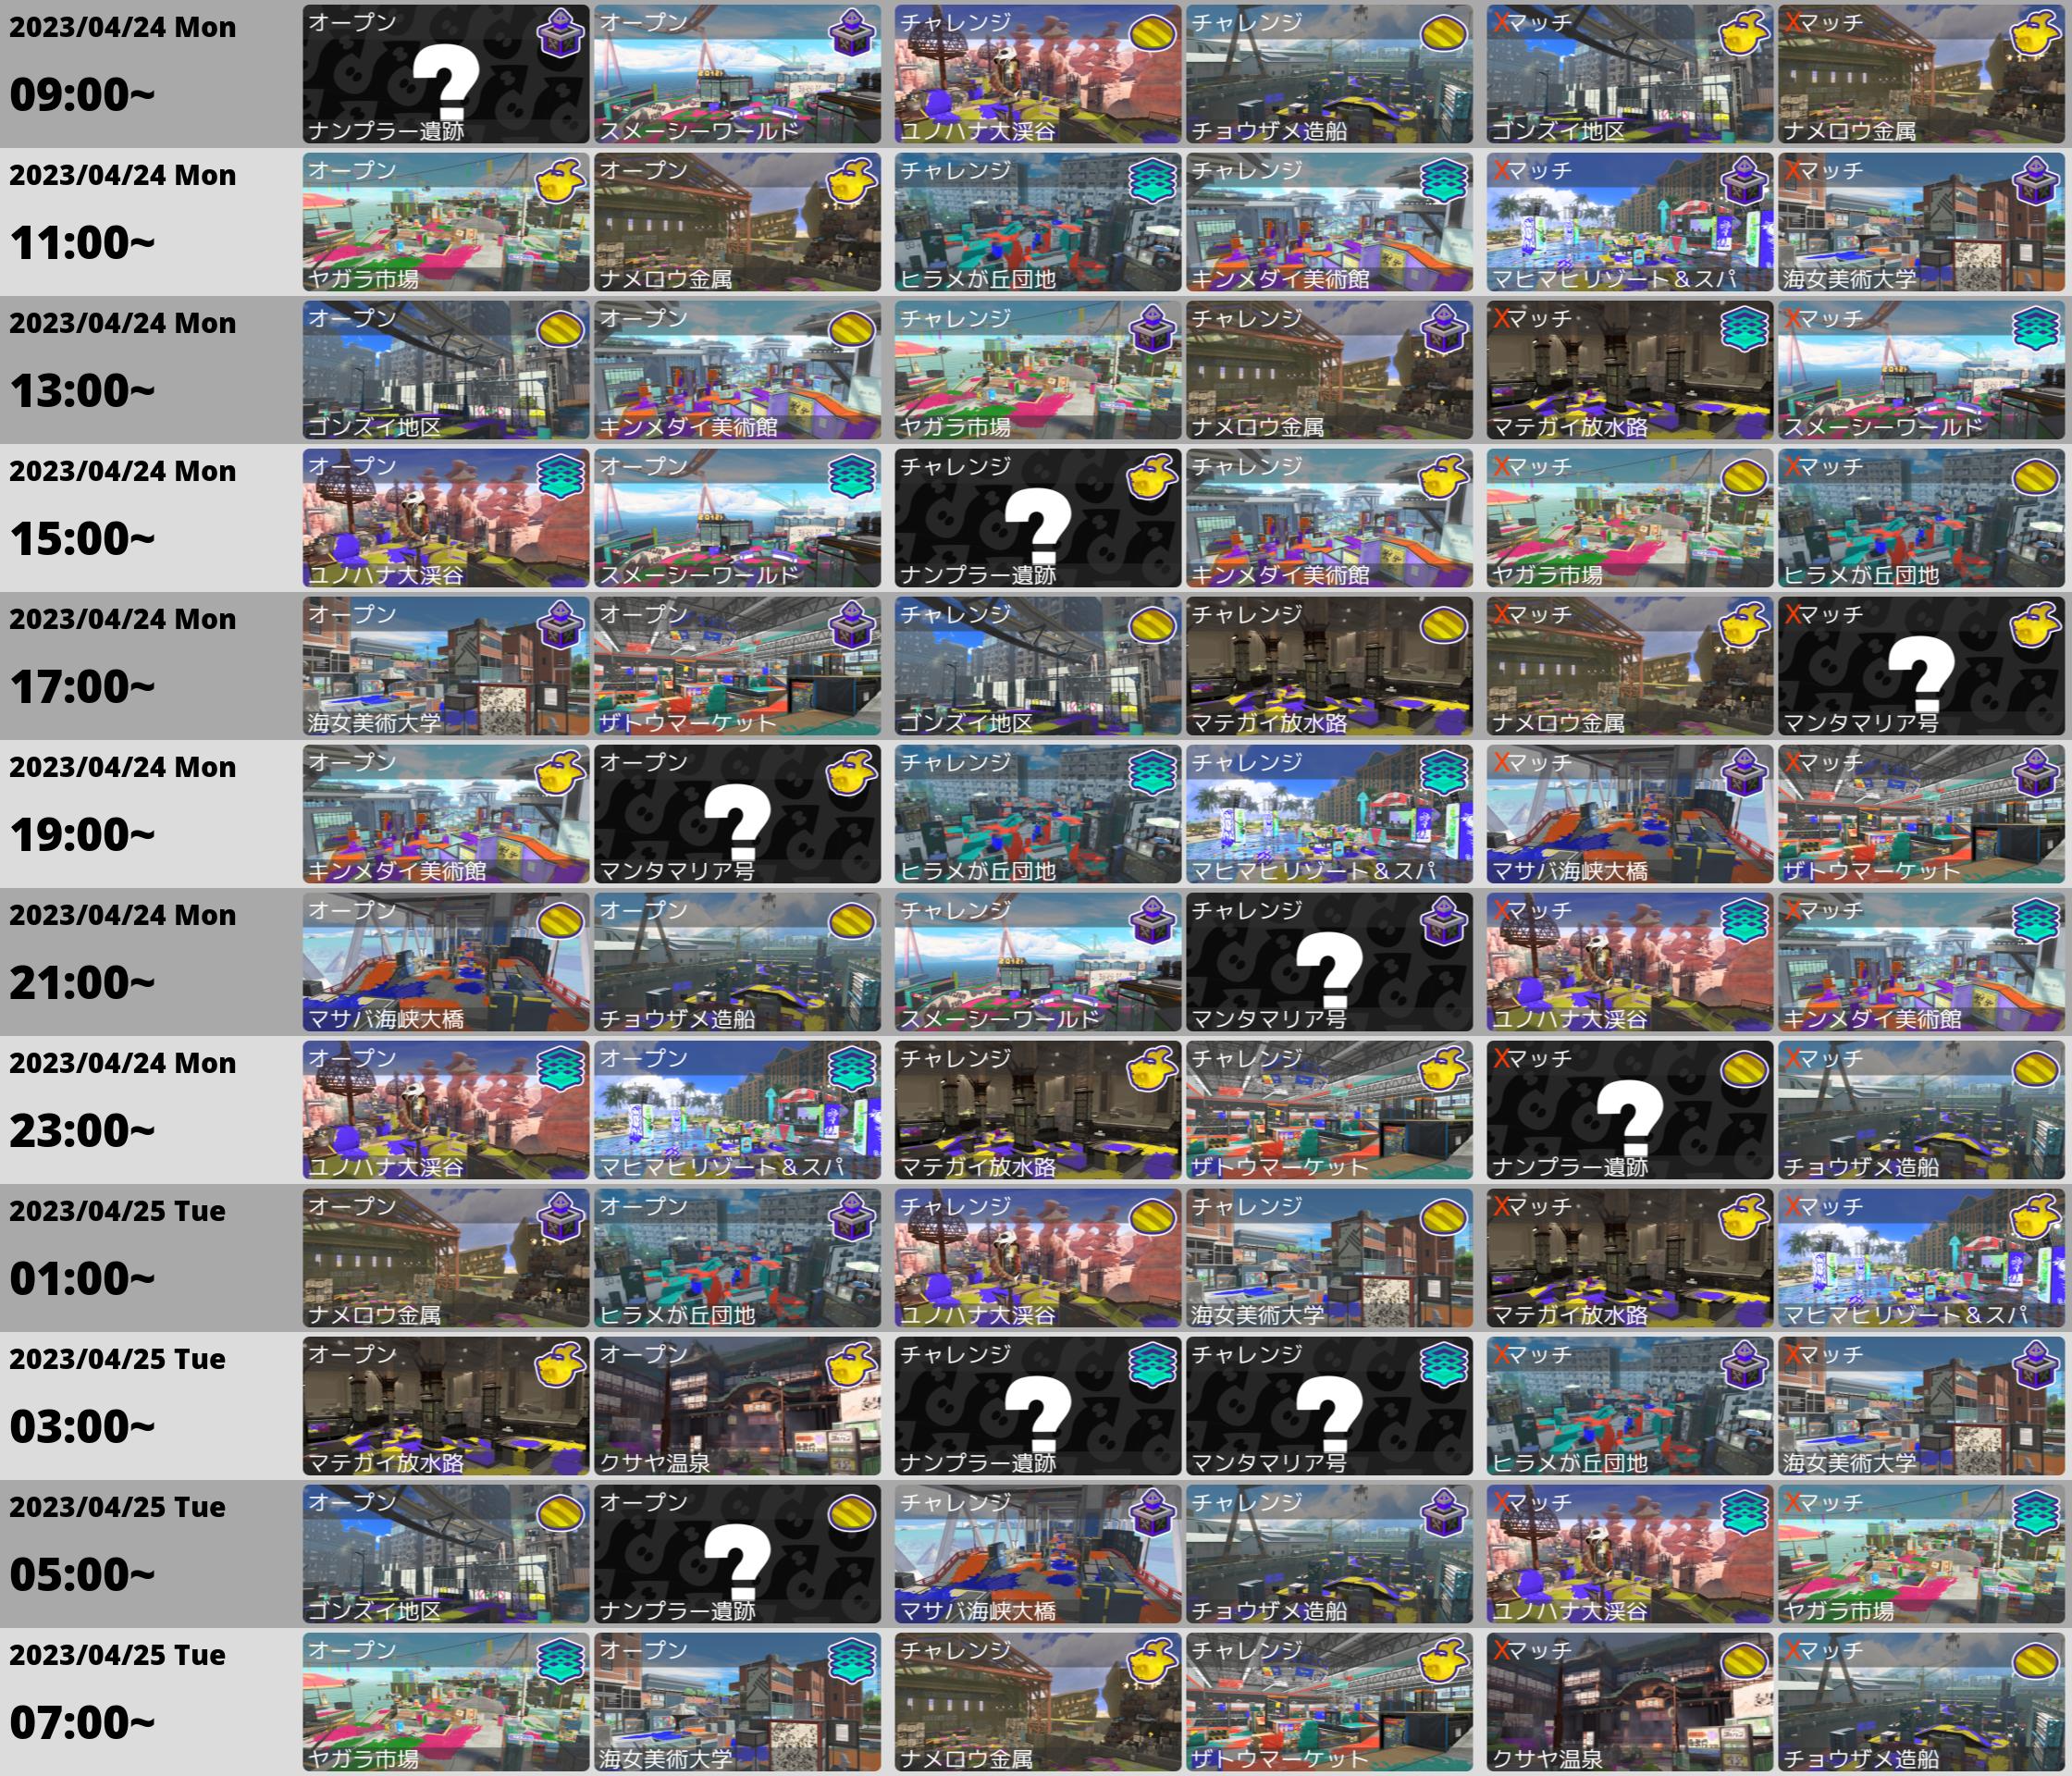 2023/04/24 Mon
09:00~
オープン オープン チャレンジ チャレンジ Xマッチ Xマッチ
ナンプラー遺跡 スメーシーワールド ユノハナ大渓谷 チョウザメ造船 ゴンズイ地区 ナメロウ金属
2023/04/24 Mon
11:00~
オープン オープン チャレンジ チャレンジ Xマッチ Xマッチ
ヤガラ市場 ナメロウ金属 ヒラメが丘団地 キンメダイ美術館 マヒマヒリゾート＆スパ 海女美術大学
2023/04/24 Mon
13:00~
オープン オープン チャレンジ チャレンジ Xマッチ Xマッチ
ゴンズイ地区 キンメダイ美術館 ヤガラ市場 ナメロウ金属 マテガイ放水路 スメーシーワールド
2023/04/24 Mon
15:00~
オープン オープン チャレンジ チャレンジ Xマッチ Xマッチ
ユノハナ大渓谷 スメーシーワールド ナンプラー遺跡 キンメダイ美術館 ヤガラ市場 ヒラメが丘団地
2023/04/24 Mon
17:00~
オープン オープン チャレンジ チャレンジ Xマッチ Xマッチ
海女美術大学 ザトウマーケット ゴンズイ地区 マテガイ放水路 ナメロウ金属 マンタマリア号
2023/04/24 Mon
19:00~
オープン オープン チャレンジ チャレンジ Xマッチ Xマッチ
キンメダイ美術館 マンタマリア号 ヒラメが丘団地 マヒマヒリゾート＆スパ マサバ海峡大橋 ザトウマーケット
2023/04/24 Mon
21:00~
オープン オープン チャレンジ チャレンジ Xマッチ Xマッチ
マサバ海峡大橋 チョウザメ造船 スメーシーワールド マンタマリア号 ユノハナ大渓谷 キンメダイ美術館
2023/04/24 Mon
23:00~
オープン オープン チャレンジ チャレンジ Xマッチ Xマッチ
ユノハナ大渓谷 マヒマヒリゾート＆スパ マテガイ放水路 ザトウマーケット ナンプラー遺跡 チョウザメ造船
2023/04/25 Tue
01:00~
オープン オープン チャレンジ チャレンジ Xマッチ Xマッチ
ナメロウ金属 ヒラメが丘団地 ユノハナ大渓谷 海女美術大学 マテガイ放水路 マヒマヒリゾート＆スパ
2023/04/25 Tue
03:00~
オープン オープン チャレンジ チャレンジ Xマッチ Xマッチ
マテガイ放水路 クサヤ温泉 ナンプラー遺跡 マンタマリア号 ヒラメが丘団地 海女美術大学
2023/04/25 Tue
05:00~
オープン オープン チャレンジ チャレンジ Xマッチ Xマッチ
ゴンズイ地区 ナンプラー遺跡 マサバ海峡大橋 チョウザメ造船 ユノハナ大渓谷 ヤガラ市場
2023/04/25 Tue
07:00~
オープン オープン チャレンジ チャレンジ Xマッチ Xマッチ
ヤガラ市場 海女美術大学 ナメロウ金属 ザトウマーケット クサヤ温泉 チョウザメ造船